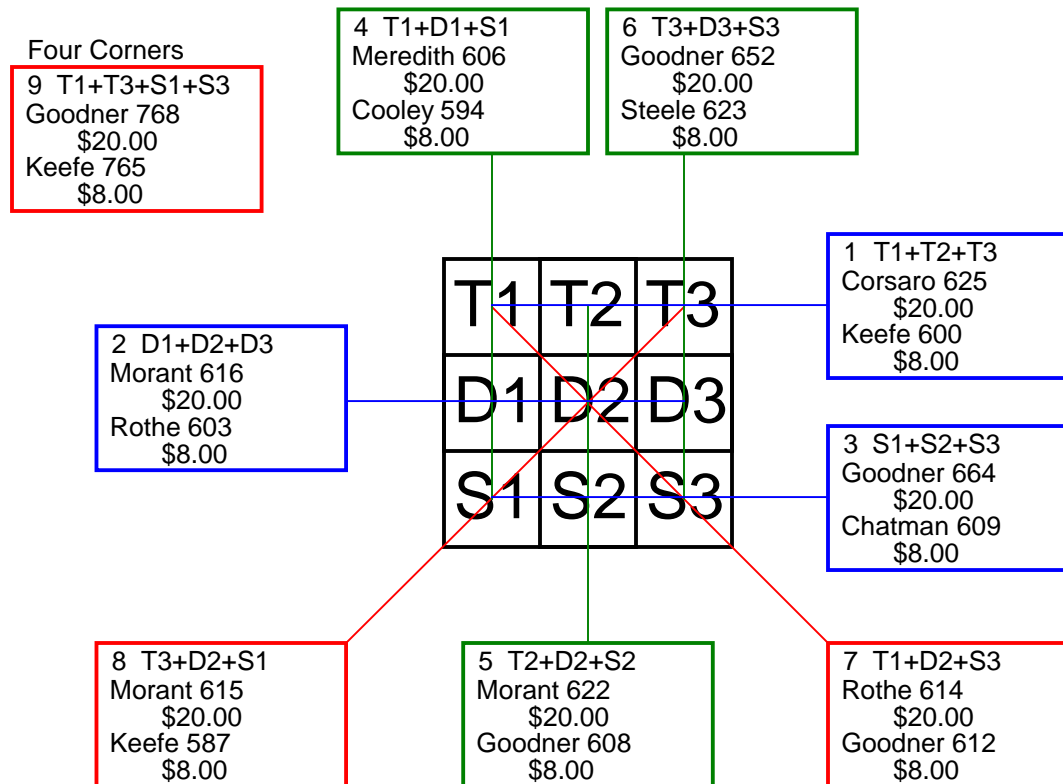 Four Corners
9 T1+T3+S1+S3
Goodner 768
$20.00
Keefe 765
$8.00
4 T1+D1+S1
Meredith 606
$20.00
Cooley 594
$8.00
6 T3+D3+S3
Goodner 652
$20.00
Steele 623
$8.00
1 T1+T2+T3
Corsaro 625
$20.00
Keefe 600
$8.00
2 D1+D2+D3
Morant 616
$20.00
Rothe 603
$8.00
T1 T2 T3
D1 D2 D3
S1 S2 S3
3 S1+S2+S3
Goodner 664
$20.00
Chatman 609
$8.00
8 T3+D2+S1
Morant 615
$20.00
Keefe 587
$8.00
5 T2+D2+S2
Morant 622
$20.00
Goodner 608
$8.00
7 T1+D2+S3
Rothe 614
$20.00
Goodner 612
$8.00